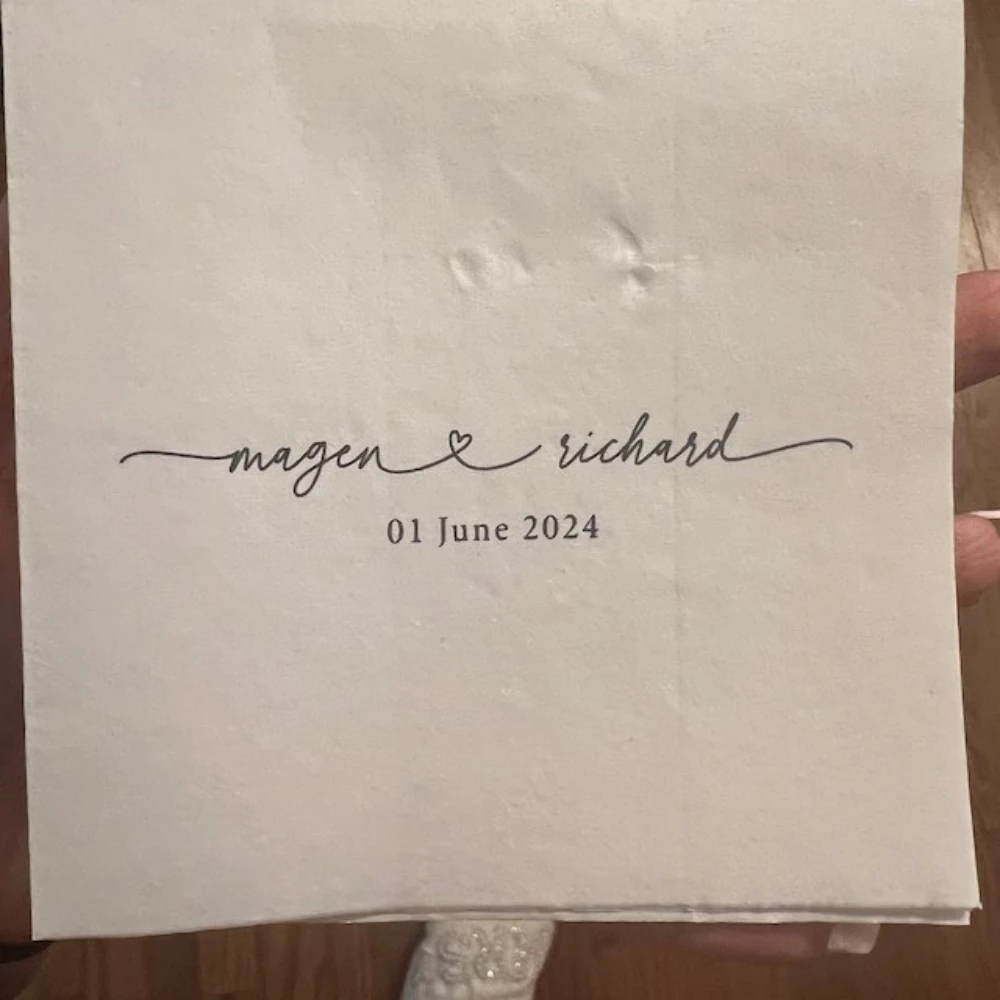 magen ♡ richard
01 June 2024